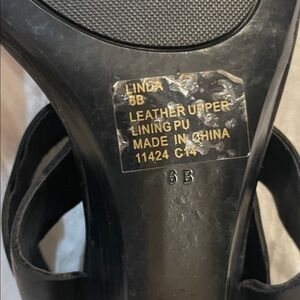 LINDA
6B
LEATHER UPPER
LINING PU
MADE IN CHINA
11424 C14
6 B